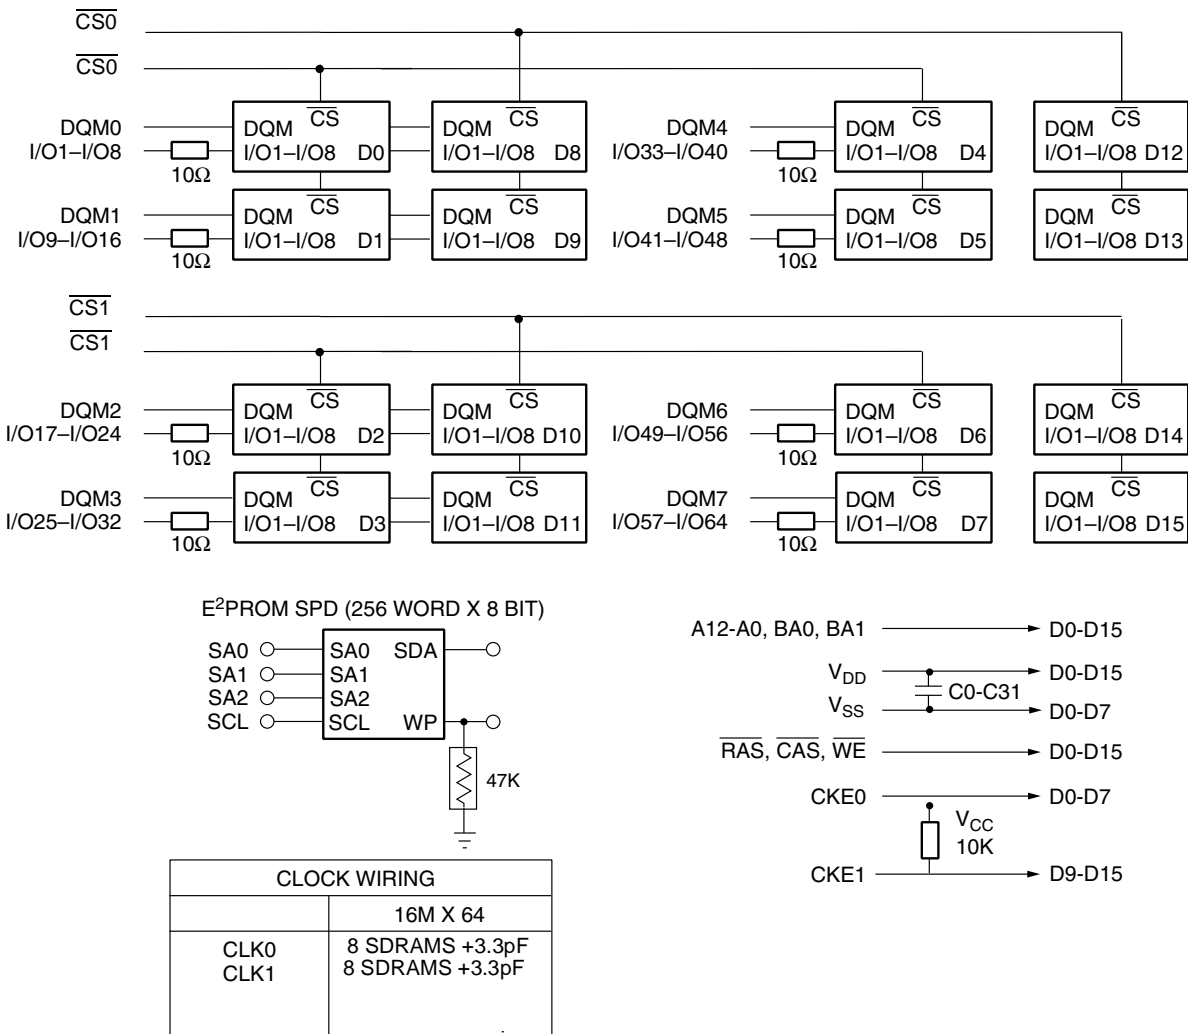 CS0
CS0
DQM0
I/O1–I/O8
10Ω
DQM CS
I/O1–I/O8 D0
DQM CS
I/O1–I/O8 D8
DQM4
I/O33–I/O40
10Ω
DQM CS
I/O1–I/O8 D4
DQM CS
I/O1–I/O8 D12
DQM1
I/O9–I/O16
10Ω
DQM CS
I/O1–I/O8 D1
DQM CS
I/O1–I/O8 D9
DQM5
I/O41–I/O48
10Ω
DQM CS
I/O1–I/O8 D5
DQM CS
I/O1–I/O8 D13
CS1
CS1
DQM2
I/O17–I/O24
10Ω
DQM CS
I/O1–I/O8 D2
DQM CS
I/O1–I/O8 D10
DQM6
I/O49–I/O56
10Ω
DQM CS
I/O1–I/O8 D6
DQM CS
I/O1–I/O8 D14
DQM3
I/O25–I/O32
10Ω
DQM CS
I/O1–I/O8 D3
DQM CS
I/O1–I/O8 D11
DQM7
I/O57–I/O64
10Ω
DQM CS
I/O1–I/O8 D7
DQM CS
I/O1–I/O8 D15
E²PROM SPD (256 WORD X 8 BIT)
SA0 SA0 SDA
SA1 SA1
SA2 SA2
SCL SCL WP
47K
A12-A0, BA0, BA1 D0-D15
VDD D0-D15
C0-C31
VSS D0-D7
RAS, CAS, WE D0-D15
CKE0 D0-D7
VCC
10K
CKE1 D9-D15
CLOCK WIRING
16M X 64
CLK0 8 SDRAMS +3.3pF
CLK1 8 SDRAMS +3.3pF